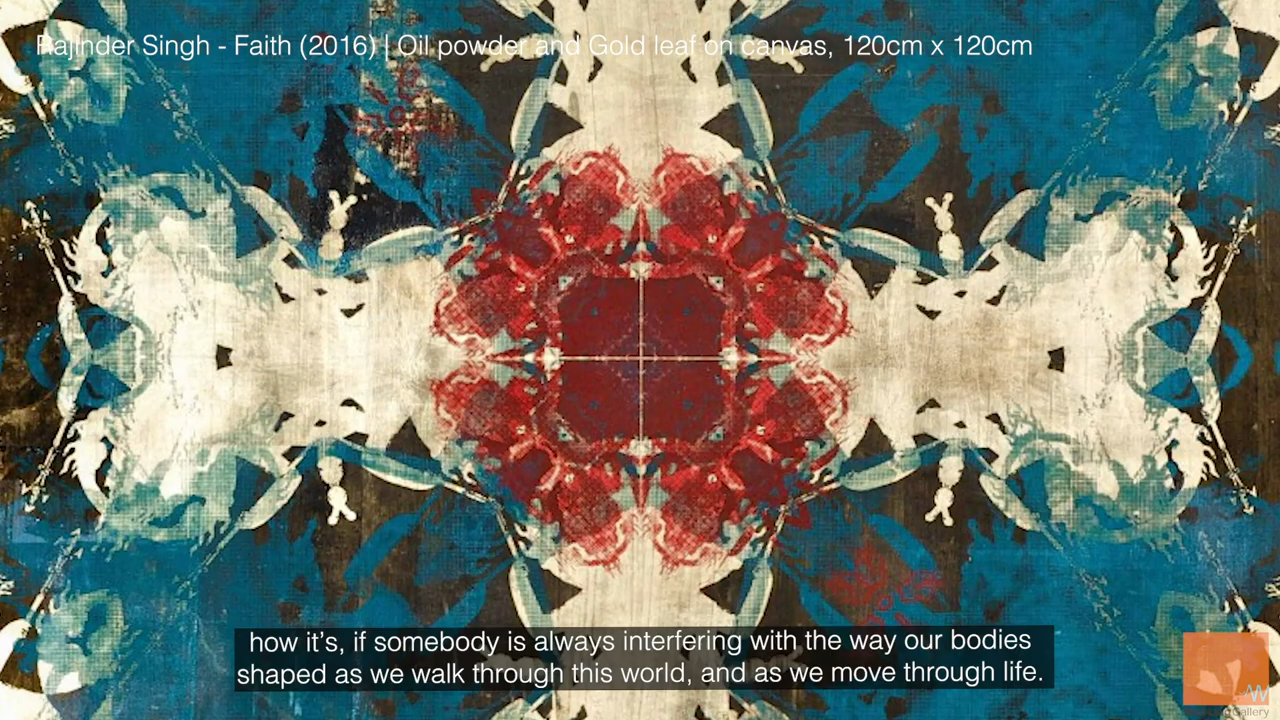 Rajinder Singh - Faith (2016) | Oil powder and Gold leaf on canvas, 120cm x 120cm
how it's, if somebody is always interfering with the way our bodies
shaped as we walk through this world, and as we move through life.
Gallery